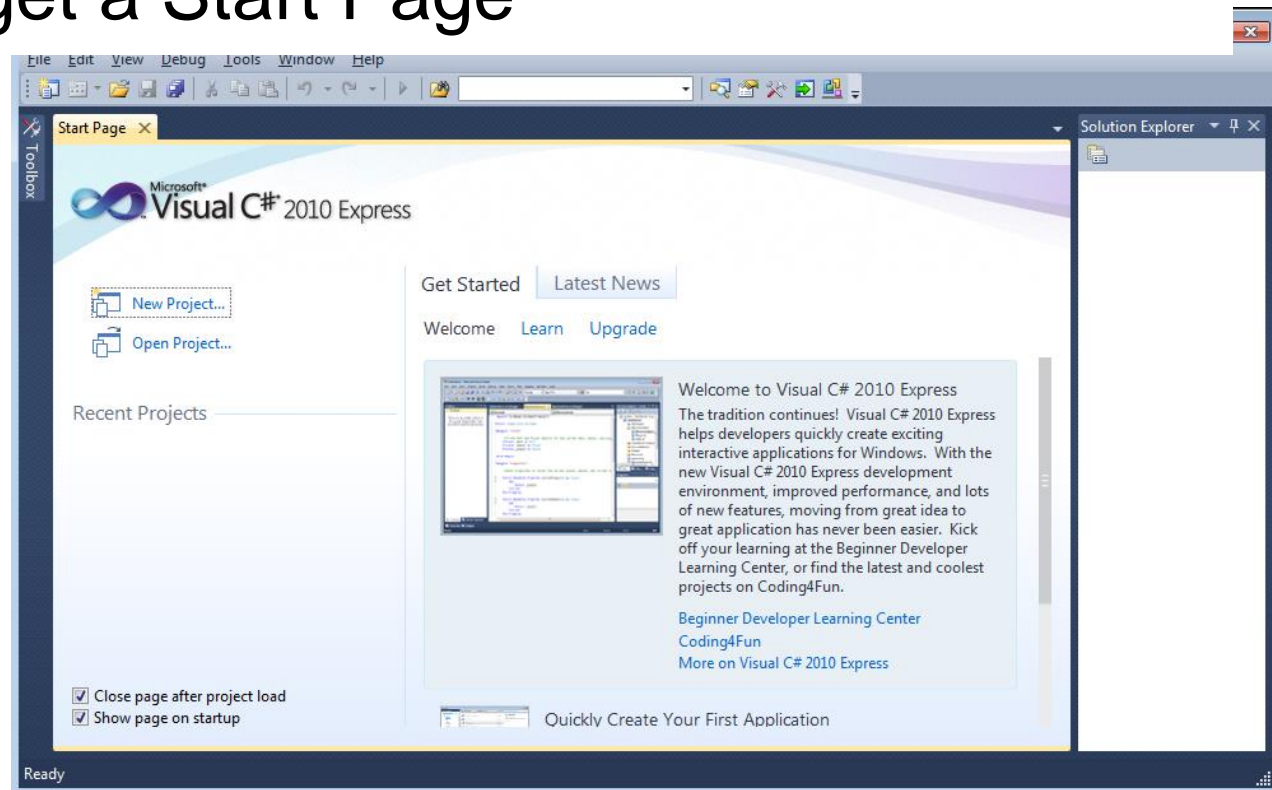 get a Start Page
File Edit View Debug Tools Window Help
Toolbox
Start Page
Solution Explorer
Microsoft®
Visual C#® 2010 Express
New Project...
Open Project...
Recent Projects
Close page after project load
Show page on startup
Get Started Latest News
Welcome Learn Upgrade
Welcome to Visual C# 2010 Express
The tradition continues! Visual C# 2010 Express
helps developers quickly create exciting
interactive applications for Windows. With the
new Visual C# 2010 Express development
environment, improved performance, and lots
of new features, moving from great idea to
great application has never been easier. Kick
off your learning at the Beginner Developer
Learning Center, or find the latest and coolest
projects on Coding4Fun.
Beginner Developer Learning Center
Coding4Fun
More on Visual C# 2010 Express
Quickly Create Your First Application
Ready